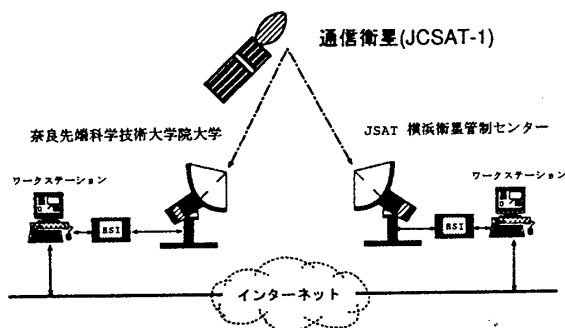 通信衛星(JCSAT-1)
奈良先端科学技術大学院大学
JSAT 横浜衛星管制センター
ワークステーション
ワークステーション
BSI
BSI
インターネット